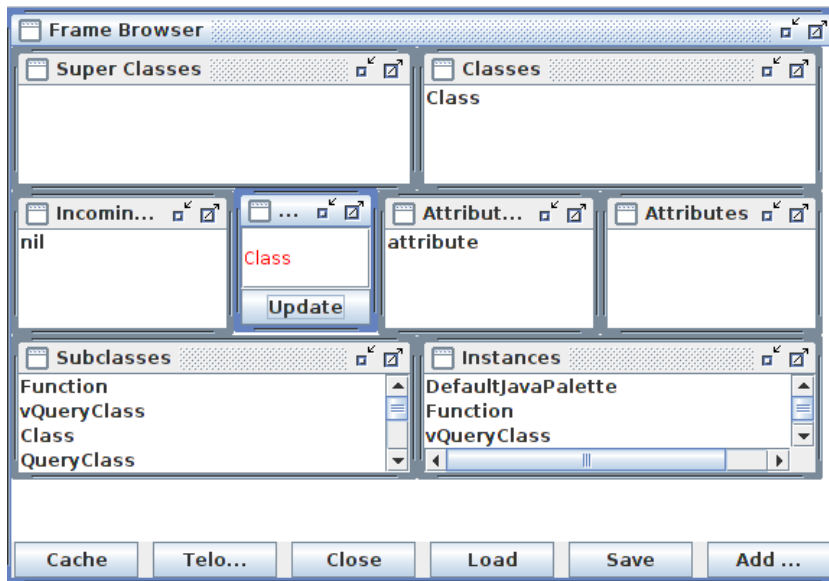 Frame Browser
Super Classes
Classes
Class
Incomin...
...
Attribut...
Attributes
nil
Class
attribute
Update
Subclasses
Instances
Function
vQueryClass
Class
QueryClass
DefaultJavaPalette
Function
vQueryClass
Cache
Telo...
Close
Load
Save
Add ...